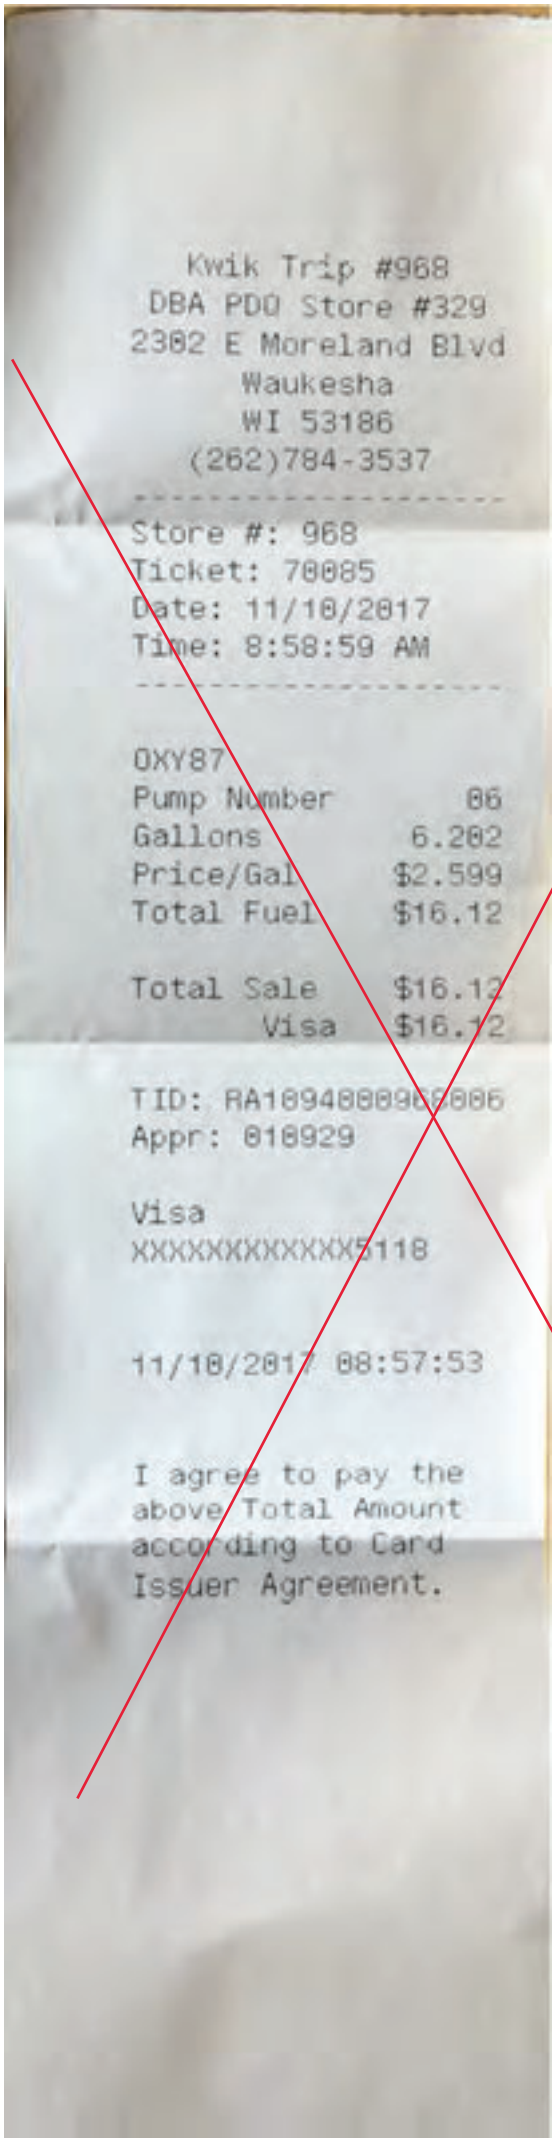 Kwik Trip #968
DBA PDQ Store #329
2302 E Moreland Blvd
Waukesha
WI 53186
(262)784-3537
--------------------
Store #: 968
Ticket: 70085
Date: 11/10/2017
Time: 8:58:59 AM
--------------------
OXY87
Pump Number 06
Gallons 6.202
Price/Gal $2.599
Total Fuel $16.12
Total Sale $16.12
Visa $16.12
TID: RA1094000968006
Appr: 010929
Visa
XXXXXXXXXXXX5118
11/10/2017 08:57:53
I agree to pay the
above Total Amount
according to Card
Issuer Agreement.